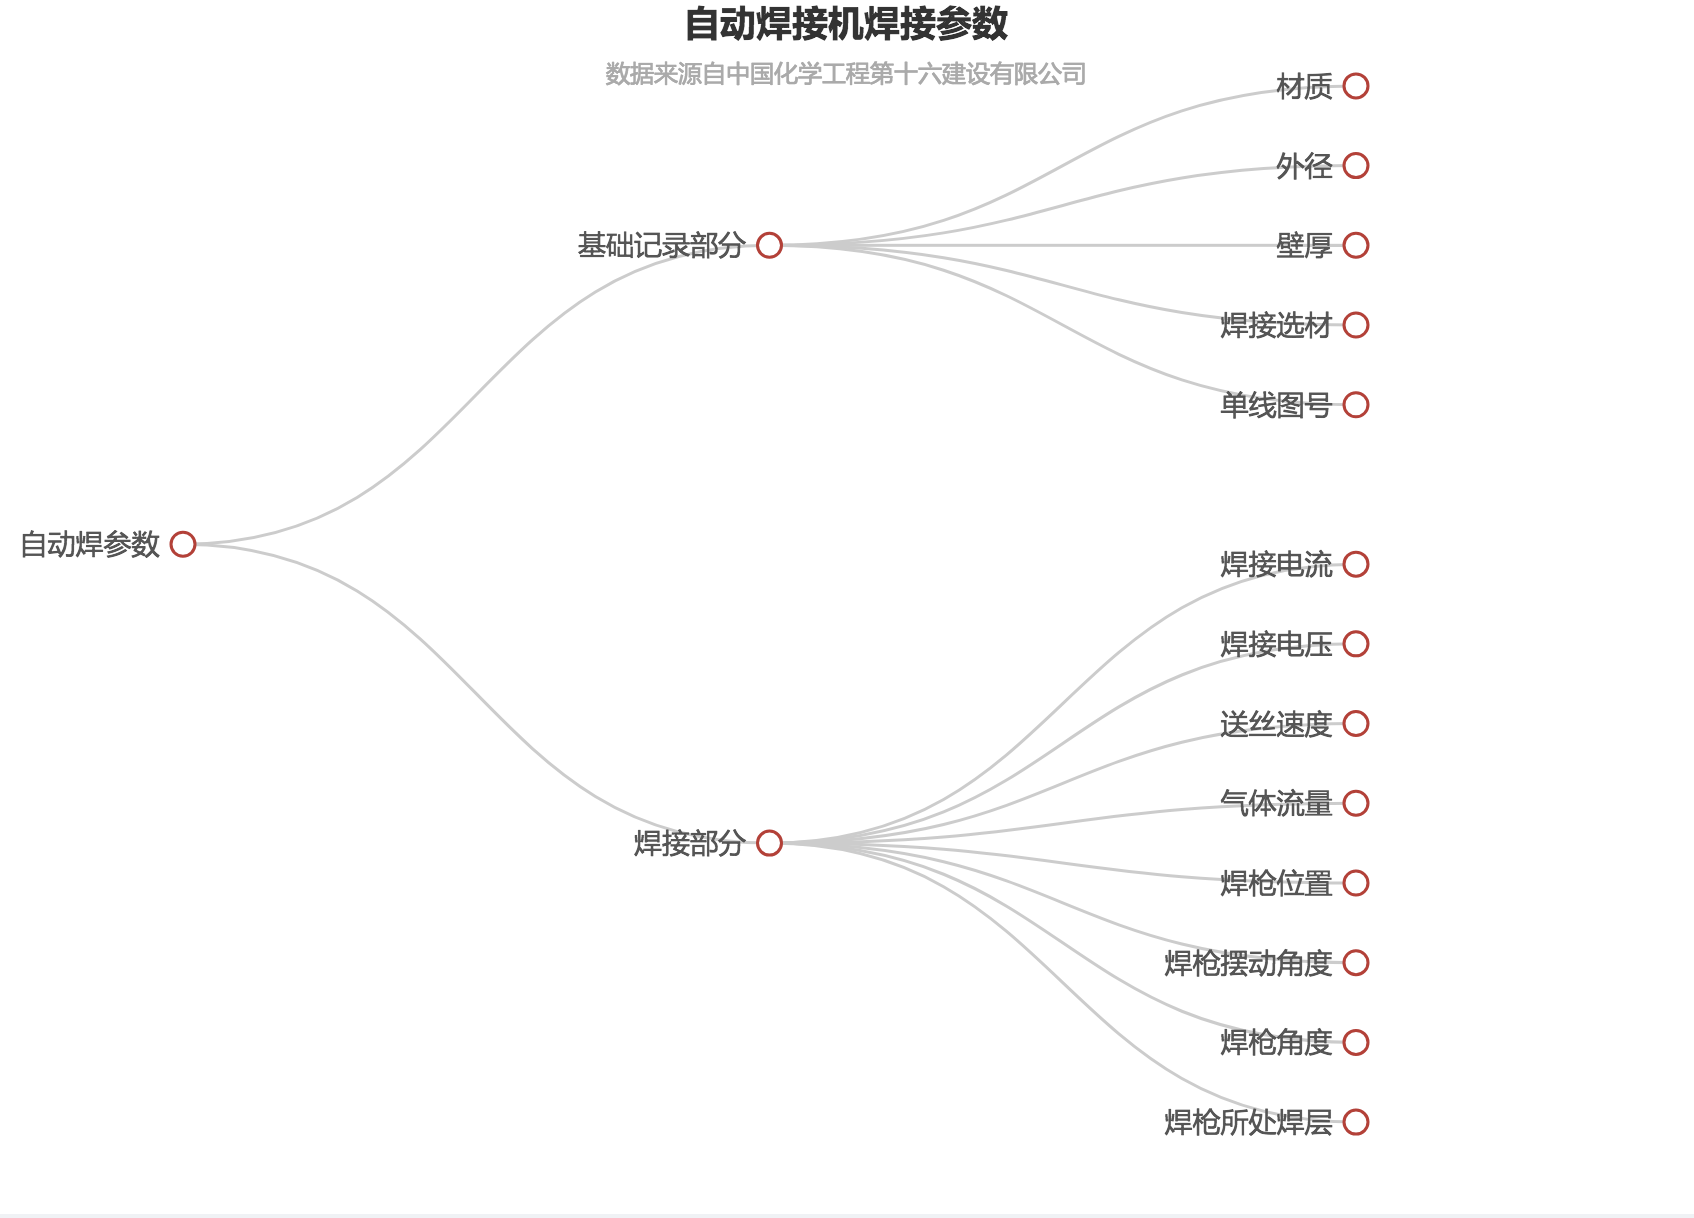 自动焊接机焊接参数
数据来源自中国化学工程第十六建设有限公司
自动焊参数
基础记录部分
材质
外径
壁厚
焊接选材
单线图号
焊接部分
焊接电流
焊接电压
送丝速度
气体流量
焊枪位置
焊枪摆动角度
焊枪角度
焊枪所处焊层